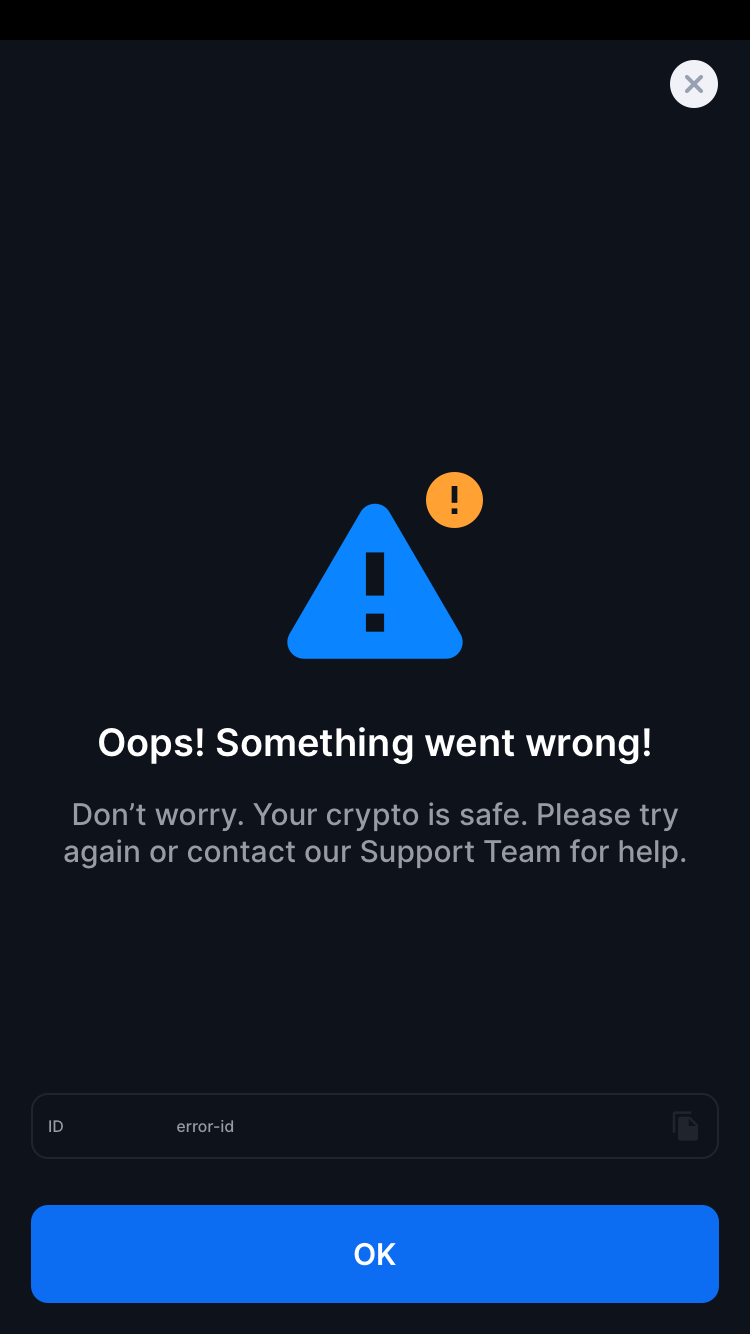 Oops! Something went wrong!
Don’t worry. Your crypto is safe. Please try
again or contact our Support Team for help.
ID error-id
OK